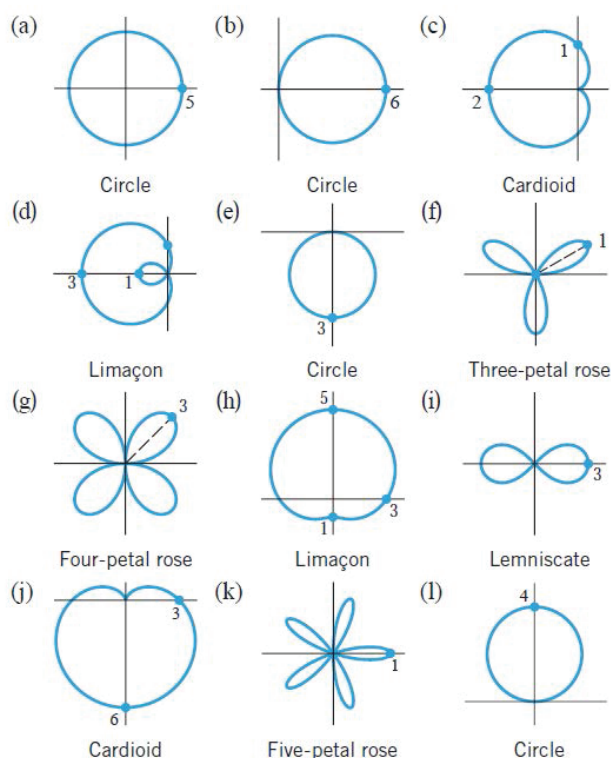 (a) (b) (c)
1
5 6 2
Circle Circle Cardioid
(d) (e) (f)
1
3 1
3
Limaçon Circle Three-petal rose
(g) (h) (i)
5
3
3 3
1
Four-petal rose Limaçon Lemniscate
(j) (k) (l)
4
3
1
6
Cardioid Five-petal rose Circle